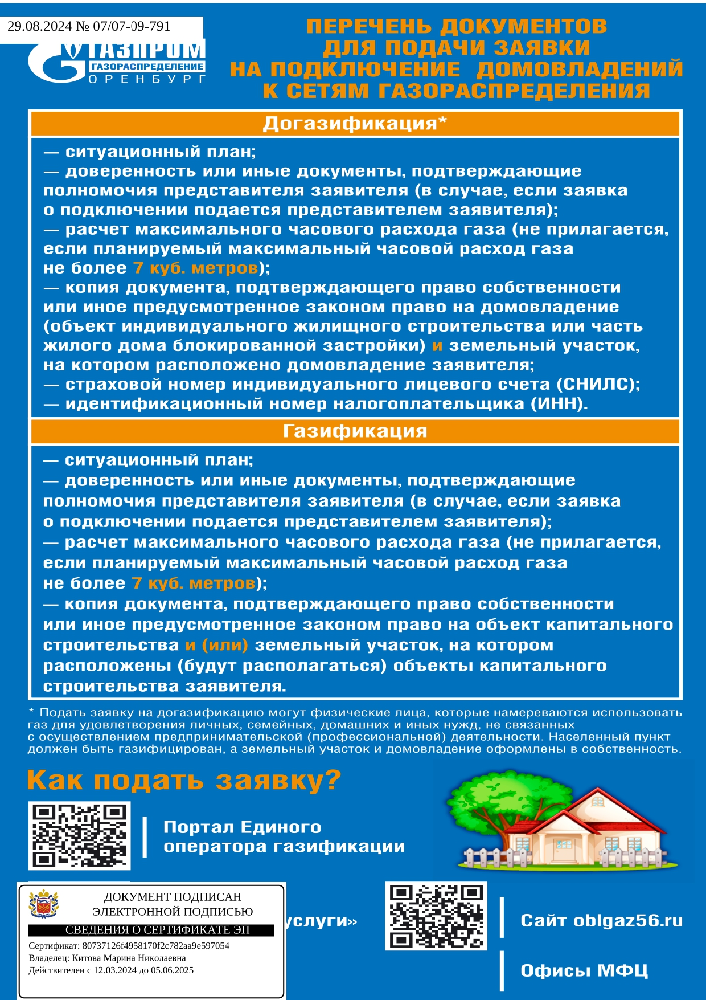 29.08.2024 № 07/07-09-791
ГАЗПРОМ
ГАЗОРАСПРЕДЕЛЕНИЕ
ОРЕНБУРГ
ПЕРЕЧЕНЬ ДОКУМЕНТОВ
ДЛЯ ПОДАЧИ ЗАЯВКИ
НА ПОДКЛЮЧЕНИЕ ДОМОВЛАДЕНИЙ
К СЕТЯМ ГАЗОРАСПРЕДЕЛЕНИЯ
Догазификация*
— ситуационный план;
— доверенность или иные документы, подтверждающие
полномочия представителя заявителя (в случае, если заявка
о подключении подается представителем заявителя);
— расчет максимального часового расхода газа (не прилагается,
если планируемый максимальный часовой расход газа
не более 7 куб. метров);
— копия документа, подтверждающего право собственности
или иное предусмотренное законом право на домовладение
(объект индивидуального жилищного строительства или часть
жилого дома блокированной застройки) и земельный участок,
на котором расположено домовладение заявителя;
— страховой номер индивидуального лицевого счета (СНИЛС);
— идентификационный номер налогоплательщика (ИНН).
Газификация
— ситуационный план;
— доверенность или иные документы, подтверждающие
полномочия представителя заявителя (в случае, если заявка
о подключении подается представителем заявителя);
— расчет максимального часового расхода газа (не прилагается,
если планируемый максимальный часовой расход газа
не более 7 куб. метров);
— копия документа, подтверждающего право собственности
или иное предусмотренное законом право на объект капитального
строительства и (или) земельный участок, на котором
расположены (будут располагаться) объекты капитального
строительства заявителя.
* Подать заявку на догазификацию могут физические лица, которые намереваются использовать
газ для удовлетворения личных, семейных, домашних и иных нужд, не связанных
с осуществлением предпринимательской (профессиональной) деятельности. Населенный пункт
должен быть газифицирован, а земельный участок и домовладение оформлены в собственность.
Как подать заявку?
Портал Единого
оператора газификации
услуги»
Сайт oblgaz56.ru
Офисы МФЦ
ДОКУМЕНТ ПОДПИСАН
ЭЛЕКТРОННОЙ ПОДПИСЬЮ
СВЕДЕНИЯ О СЕРТИФИКАТЕ ЭП
Сертификат: 80737126f4958170f2c782aa9e597054
Владелец: Китова Марина Николаевна
Действителен с 12.03.2024 до 05.06.2025